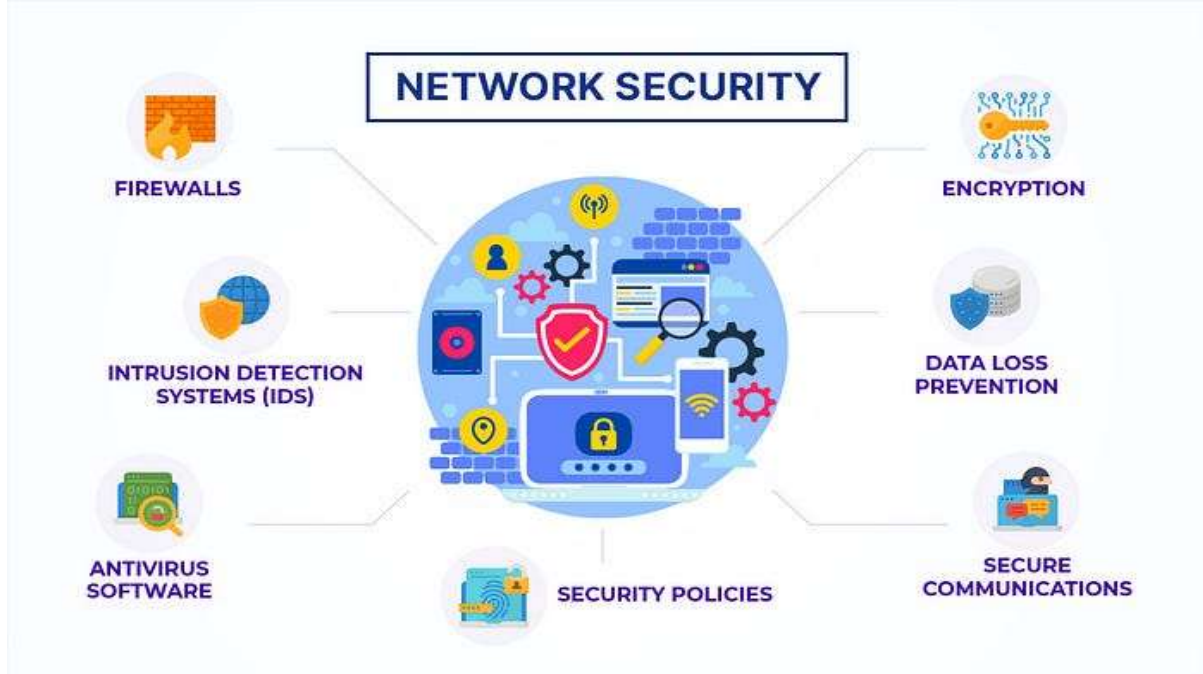 NETWORK SECURITY
FIREWALLS
ENCRYPTION
INTRUSION DETECTION
SYSTEMS (IDS)
DATA LOSS
PREVENTION
ANTIVIRUS
SOFTWARE
SECURITY POLICIES
SECURE
COMMUNICATIONS